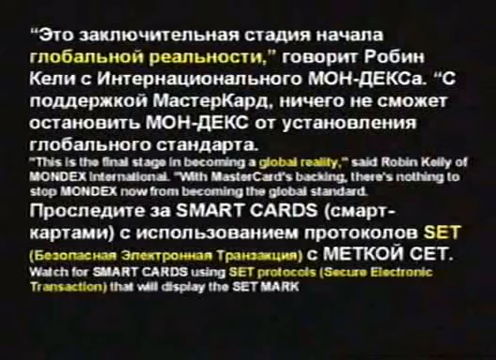 “Это заключительная стадия начала
глобальной реальности,” говорит Робин
Кели с Интернационального МОН-ДЕКСа. “С
поддержкой МастерКард, ничего не сможет
остановить МОН-ДЕКС от установления
глобального стандарта.
"This is the final stage in becoming a global reality," said Robin Kelly of
MONDEX International. "With MasterCard's backing, there's nothing to
stop MONDEX now from becoming the global standard.
Проследите за SMART CARDS (смарт-
картами) с использованием протоколов SET
(Безопасная Электронная Транзакция) с МЕТКОЙ СЕТ.
Watch for SMART CARDS using SET protocols (Secure Electronic
Transaction) that will display the SET MARK